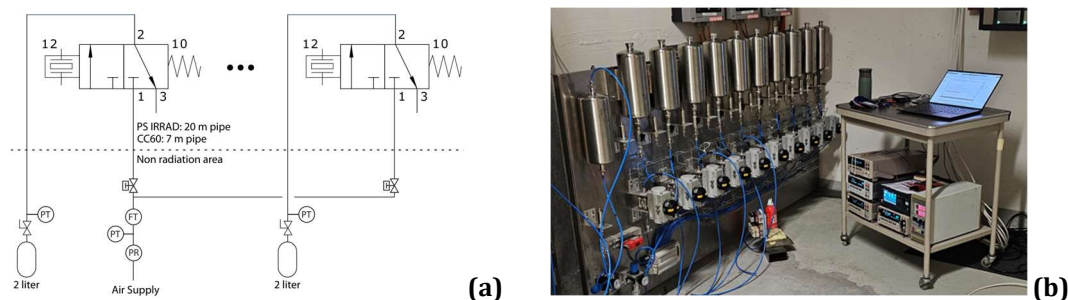 2
12
10
1
3
2
12
10
1
3
PS IRRAD: 20 m pipe
CC60: 7 m pipe
Non radiation area
PT
FT
PT
PT
PR
2 liter
Air Supply
2 liter
(a)
(b)